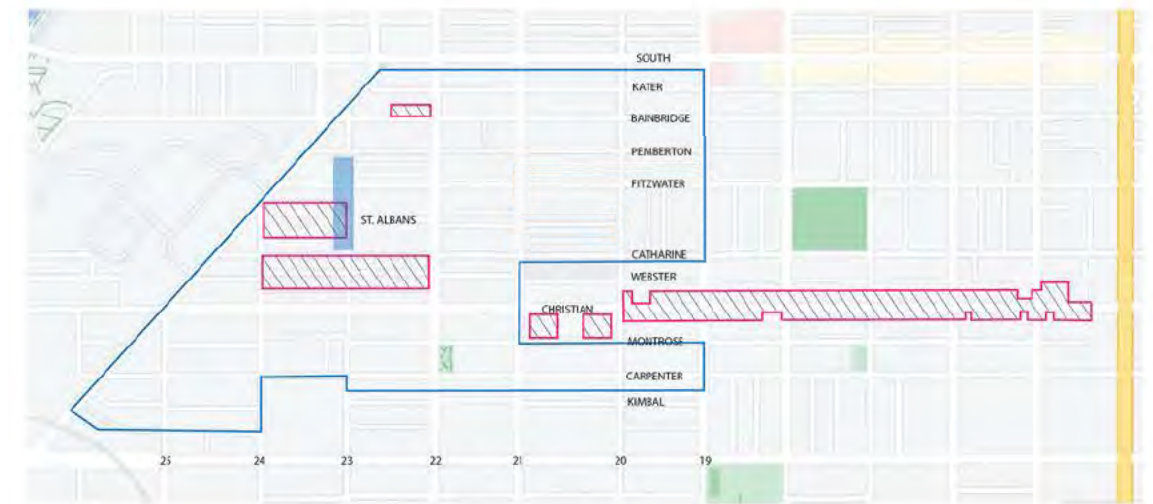 SOUTH
KATER
BAINBRIDGE
PEMBERTON
FITZWATER
ST. ALBANS
CATHARINE
WEBSTER
CHRISTIAN
MONTROSE
CARPENTER
KIMBAL
25 24 23 22 21 20 19